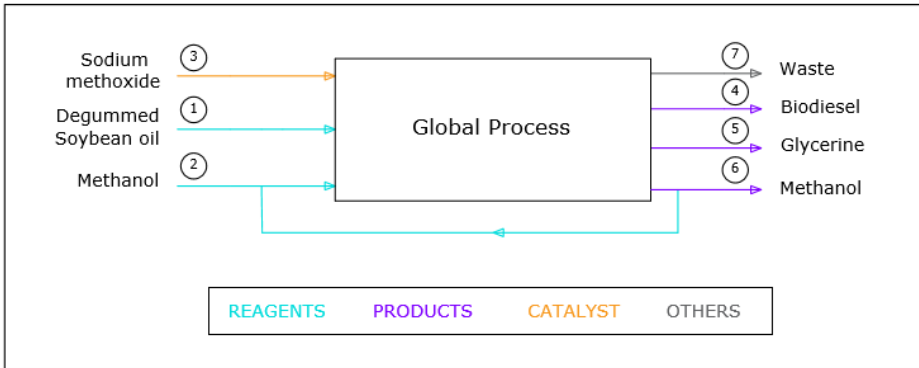 Sodium
methoxide
3
Degummed
Soybean oil
1
Methanol
2
Global Process
7
Waste
4
Biodiesel
5
Glycerine
6
Methanol
REAGENTS PRODUCTS CATALYST OTHERS